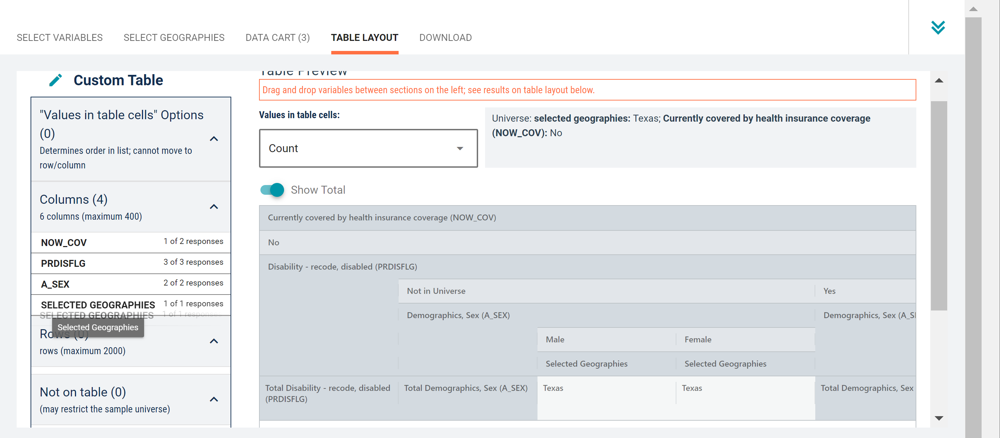 SELECT VARIABLES SELECT GEOGRAPHIES DATA CART (3) TABLE LAYOUT DOWNLOAD
Custom Table
"Values in table cells" Options
(0)
Determines order in list; cannot move to
row/column
Columns (4)
6 columns (maximum 400)
NOW_COV 1 of 2 responses
PRDISFLG 3 of 3 responses
A_SEX 2 of 2 responses
SELECTED GEOGRAPHIES 1 of 1 responses
SELECTED GEOGRAPHIES 1 of 1 responses
Selected Geographies
Rows (0)
rows (maximum 2000)
Not on table (0)
(may restrict the sample universe)
Table Preview
Drag and drop variables between sections on the left; see results on table layout below.
Values in table cells:
Count
Universe: selected geographies: Texas; Currently covered by health insurance coverage
(NOW_COV): No
Show Total
Currently covered by health insurance coverage (NOW_COV)
No
Disability - recode, disabled (PRDISFLG)
Not in Universe Yes
Demographics, Sex (A_SEX) Demographics, Sex (A_SE
Male Female
Selected Geographies Selected Geographies
Total Disability - recode, disabled Total Demographics, Sex (A_SEX) Texas Texas Total Demographics, Sex
(PRDISFLG)